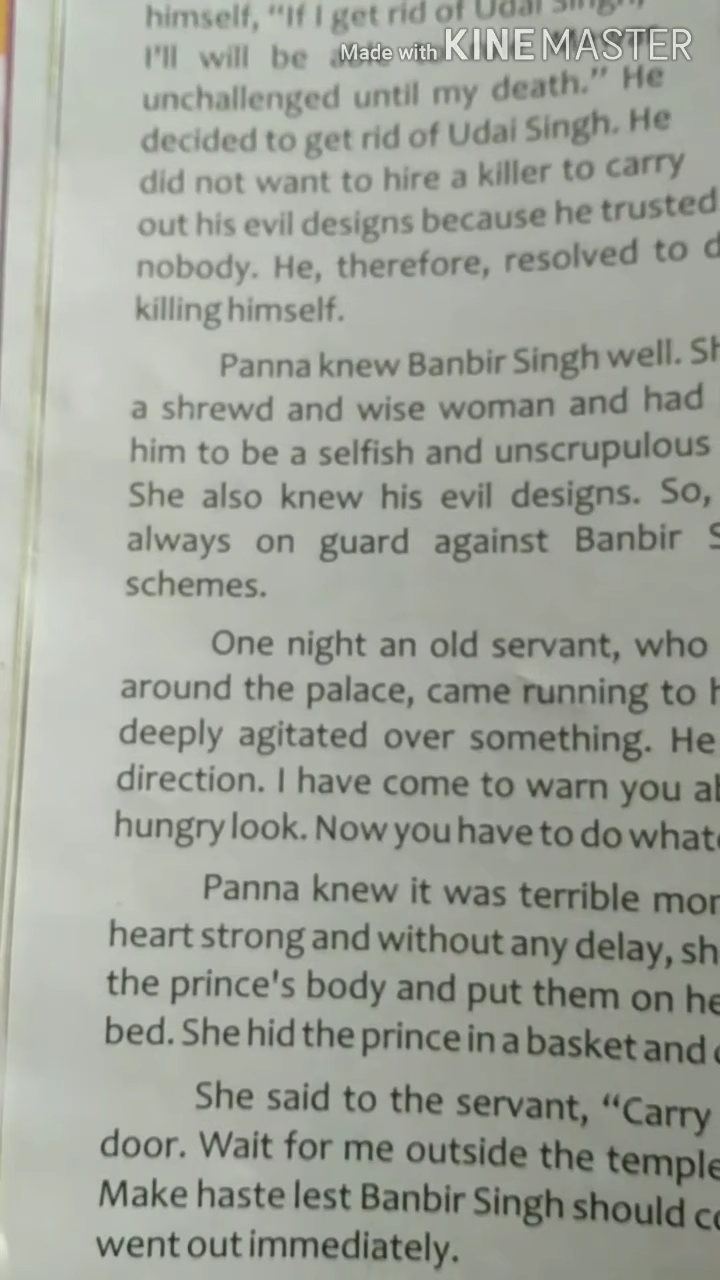 himself, "If I get rid of Udai
Made with KINEMASTER
I'll will be
unchallenged until my death." He
decided to get rid of Udai Singh. He
did not want to hire a killer to carry
out his evil designs because he trusted
nobody. He, therefore, resolved to
killing himself.
Panna knew Banbir Singh well.
a shrewd and wise woman and had
him to be a selfish and unscrupulous
She also knew his evil designs. So,
always on guard against Banbir
schemes.
One night an old servant, who
around the palace, came running to
deeply agitated over something. He
direction. I have come to warn you
hungry look. Now you have to do
Panna knew it was terrible
heart strong and without any delay,
the prince's body and put them on
bed. She hid the prince in a basket and
She said to the servant, "Carry
door. Wait for me outside the
Make haste lest Banbir Singh should
went out immediately.